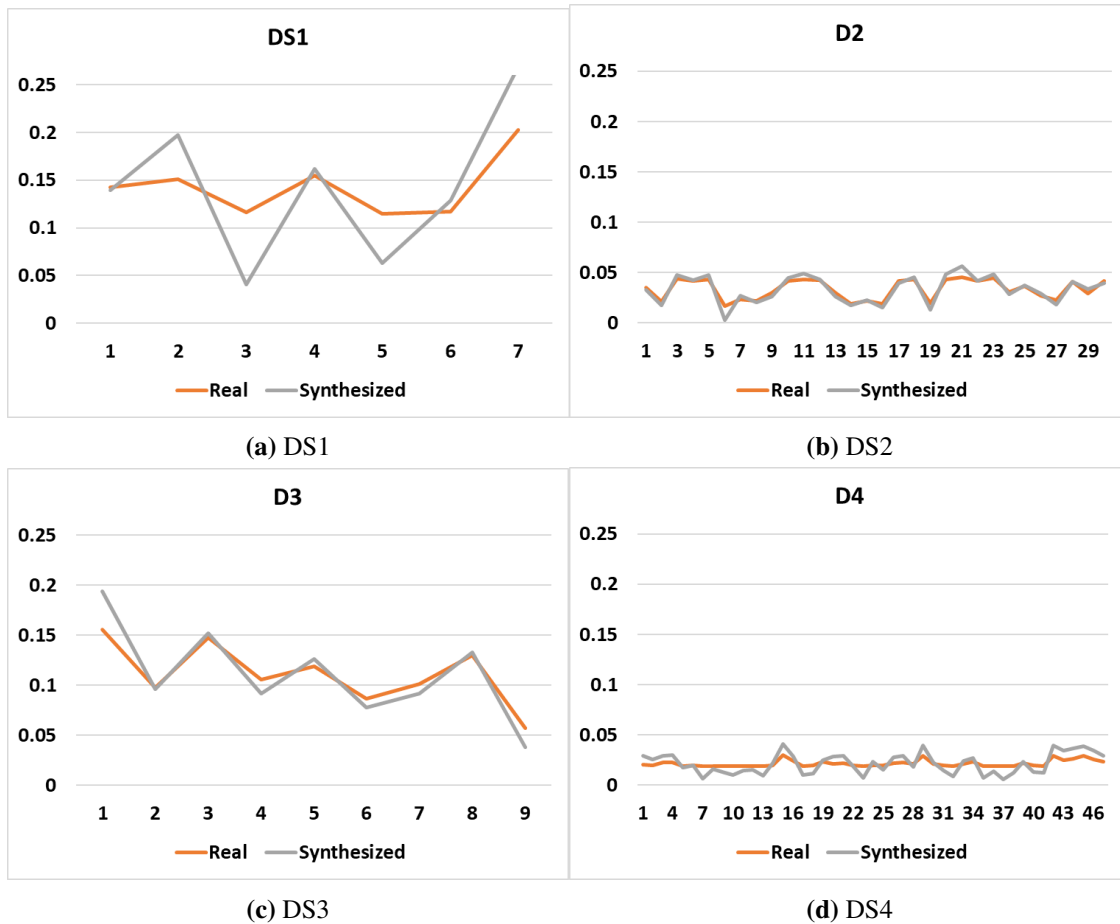 DS1
0.25
0.2
0.15
0.1
0.05
0
1 2 3 4 5 6 7
Real Synthesized
(a) DS1
D2
0.25
0.2
0.15
0.1
0.05
0
1 3 5 7 9 11 13 15 17 19 21 23 25 27 29
Real Synthesized
(b) DS2
D3
0.25
0.2
0.15
0.1
0.05
0
1 2 3 4 5 6 7 8 9
Real Synthesized
(c) DS3
D4
0.25
0.2
0.15
0.1
0.05
0
1 4 7 10 13 16 19 22 25 28 31 34 37 40 43 46
Real Synthesized
(d) DS4